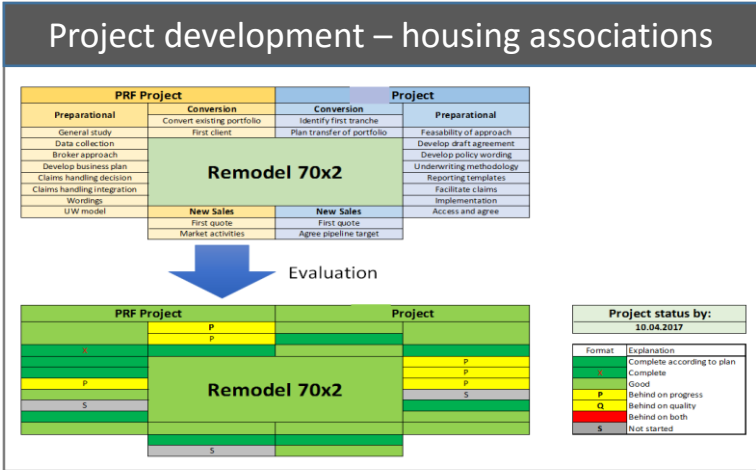 Project development – housing associations
PRF Project Project
Preparational Conversion Conversion Preparational
Convert existing portfolio Identify first tranche
General study First client Plan transfer of portfolio Feasability of approach
Data collection Develop draft agreement
Broker approach Develop policy wording
Develop business plan Underwriting methodology
Claims handling decision Reporting templates
Claims handling integration Facilitate claims
Wordings Implementation
UW model New Sales New Sales Access and agree
First quote First quote
Market activities Agree pipeline target
Remodel 70x2
Evaluation
PRF Project Project
P
P
X
P
P
P
P
S
S
Remodel 70x2
S
Project status by:
10.04.2017
Format Explanation
Complete according to plan
X Complete
Good
P Behind on progress
Q Behind on quality
Behind on both
S Not started